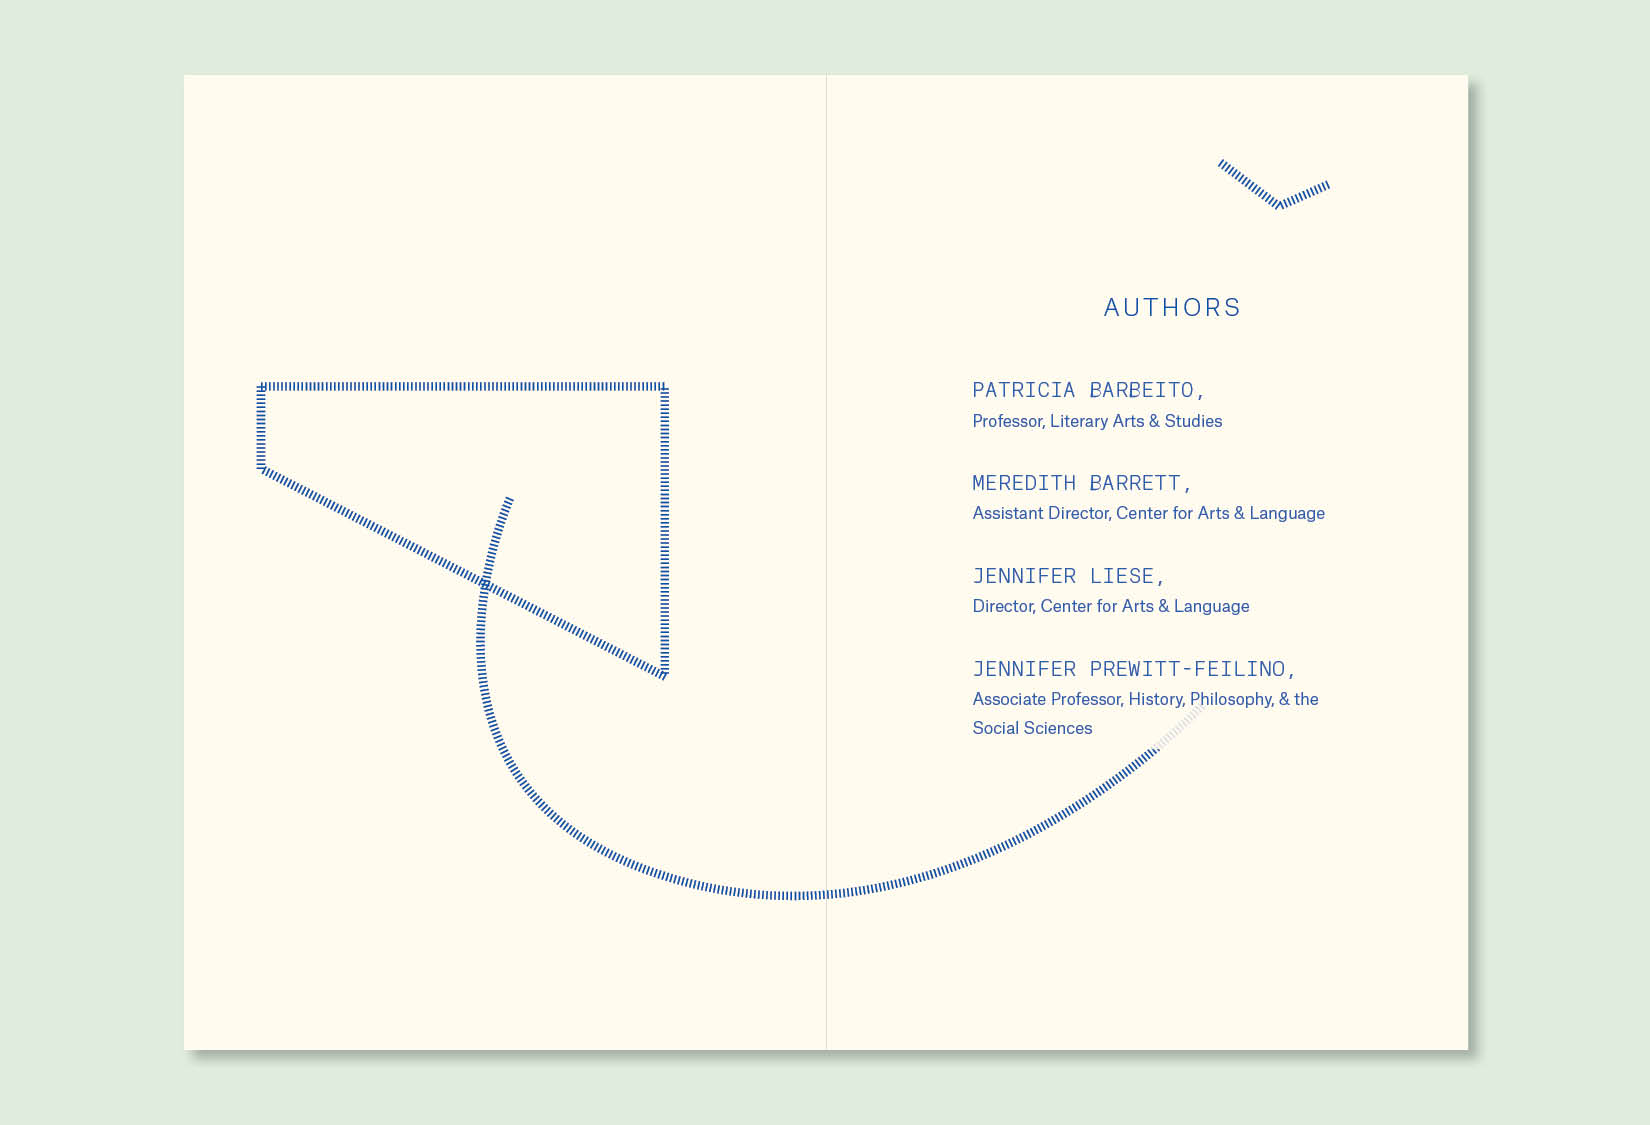 AUTHORS
PATRICIA BARBEITO,
Professor, Literary Arts & Studies
MEREDITH BARRETT,
Assistant Director, Center for Arts & Language
JENNIFER LIESE,
Director, Center for Arts & Language
JENNIFER PREWITT-FEILINO,
Associate Professor, History, Philosophy, & the
Social Sciences